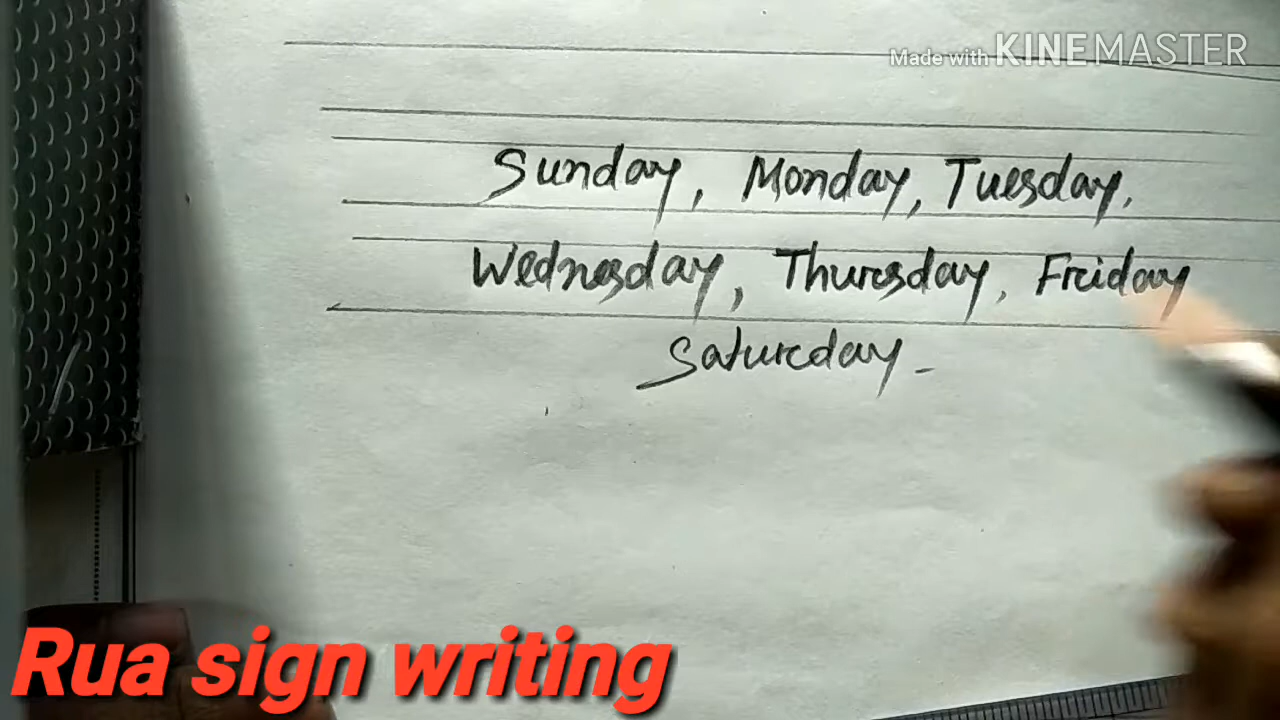 Made with KINEMASTER
Sunday, Monday, Tuesday,
Wednesday, Thursday, Friday
Saturday -
Rua sign writing